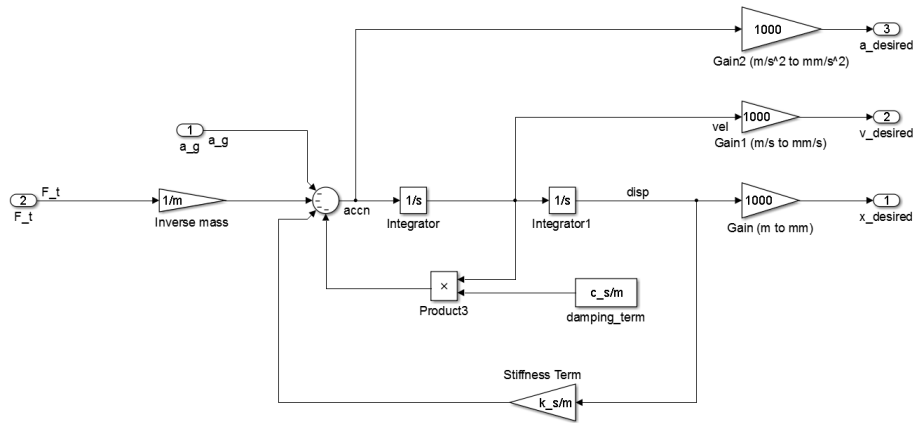 1000
3
a_desired
Gain2 (m/s^2 to mm/s^2)
1
a_g
a_g
vel
1000
2
v_desired
Gain1 (m/s to mm/s)
2
F_t
F_t
1/m
Inverse mass
accn
1/s
Integrator
1/s
Integrator1
disp
1000
1
x_desired
Gain (m to mm)
×
Product3
c_s/m
damping_term
Stiffness Term
k_s/m